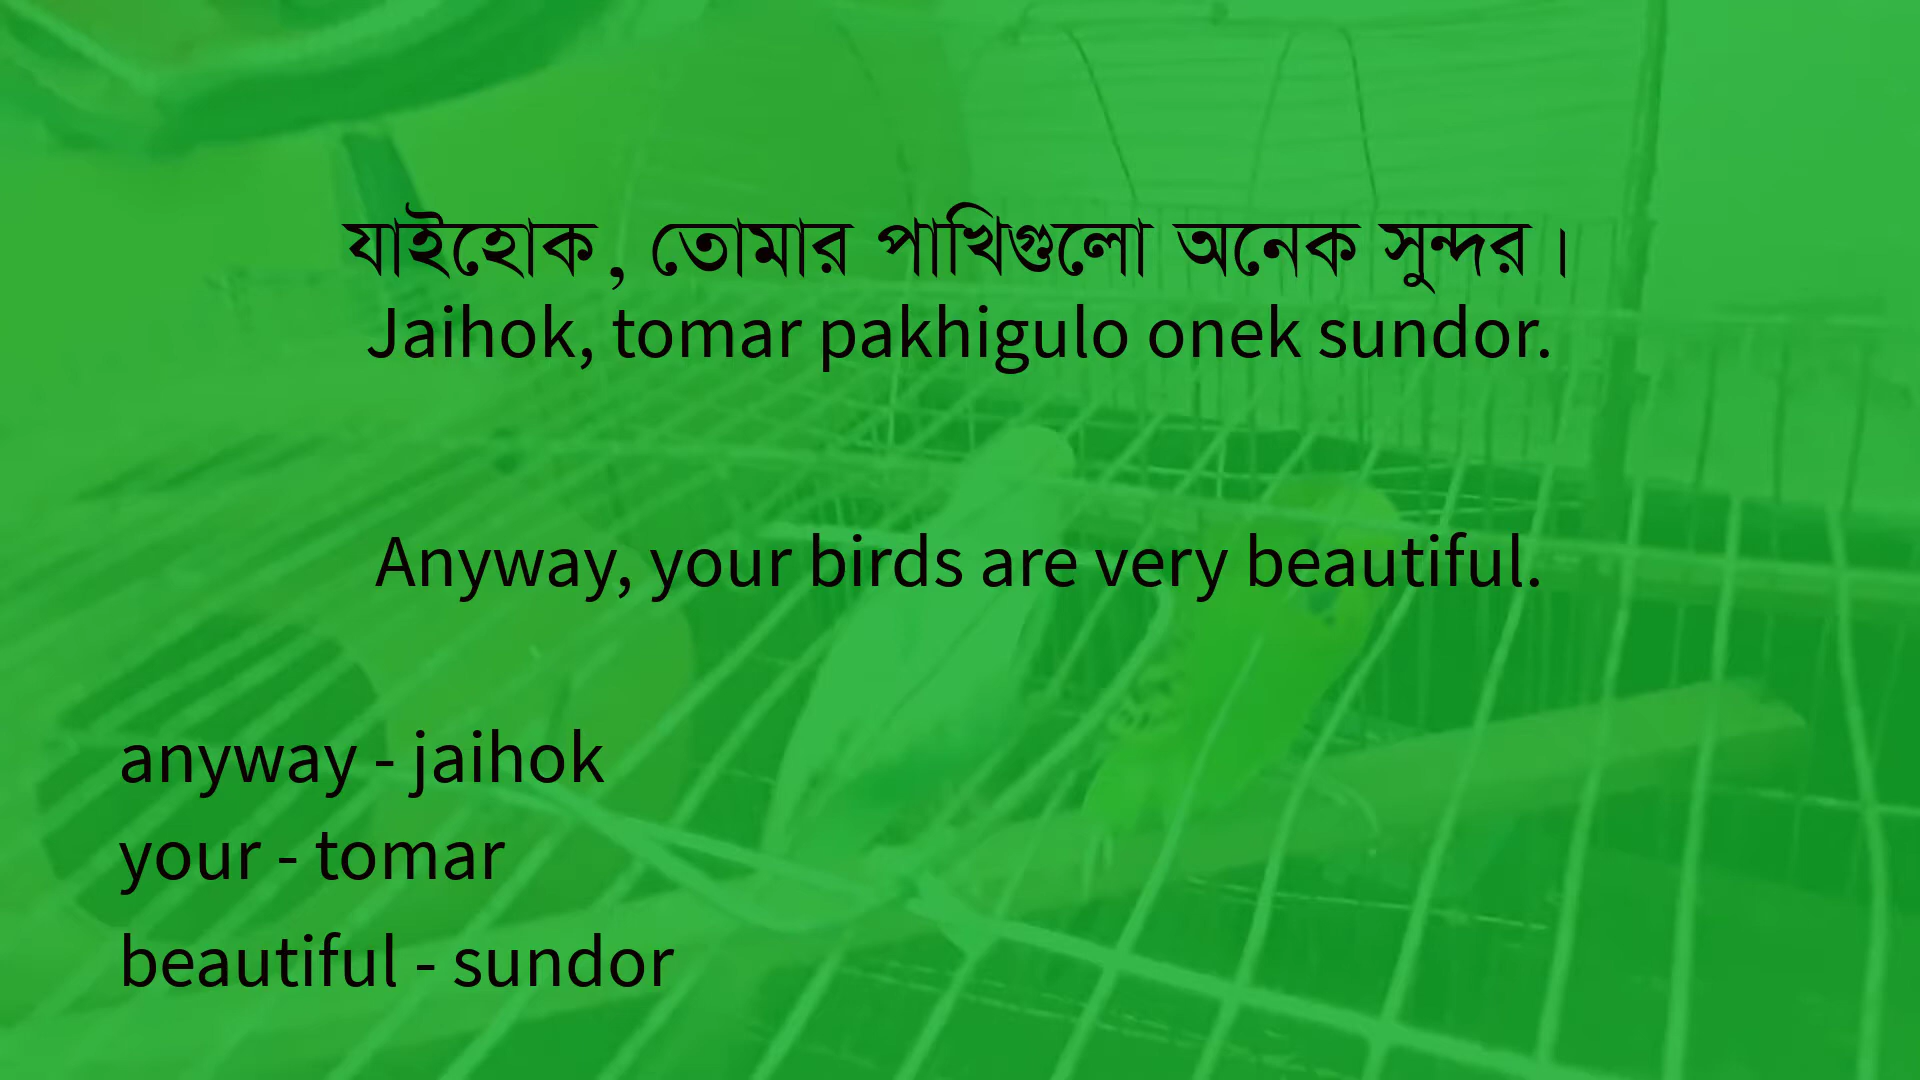 যাইহোক, তোমার পাখিগুলো অনেক সুন্দর।
Jaihok, tomar pakhigulo onek sundor.
Anyway, your birds are very beautiful.
anyway - jaihok
your - tomar
beautiful - sundor